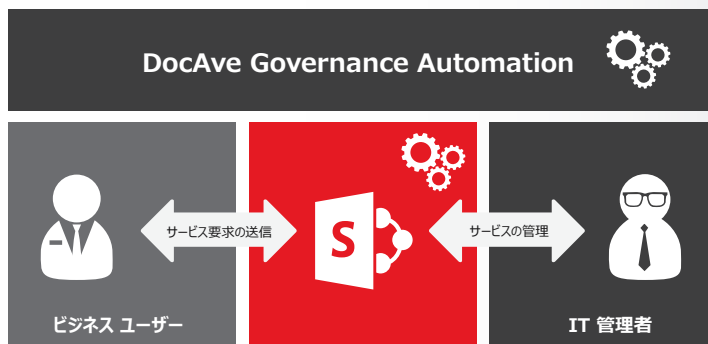 DocAve Governance Automation
サービス要求の送信
S
サービスの管理
ビジネス ユーザー
IT 管理者